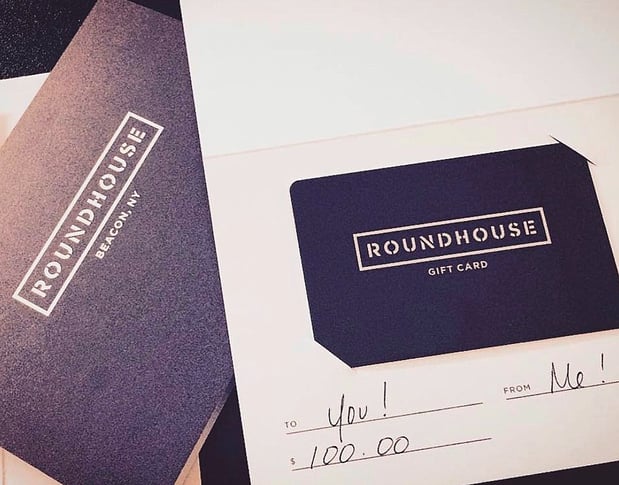 ROUNDHOUSE
BEACON, NY
ROUNDHOUSE
GIFT CARD
TO You!
FROM Me!
$ 100.00